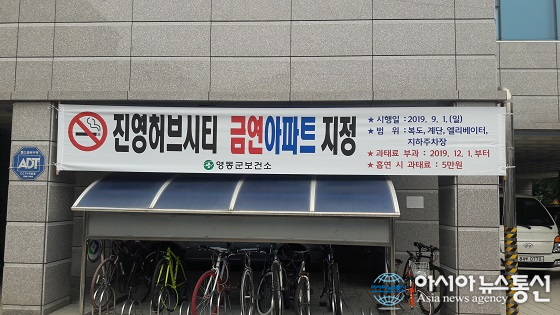 진영허브시티 금연아파트 지정
★ 시행일 : 2019. 9. 1.(일)
★ 범 위 : 복도, 계단, 엘리베이터,
지하주차장
★ 과태료 부과 : 2019. 12. 1.부터
★ 흡연 시 과태료 : 5만원
영동군보건소
ADT
아시아뉴스통신
Asia news agency